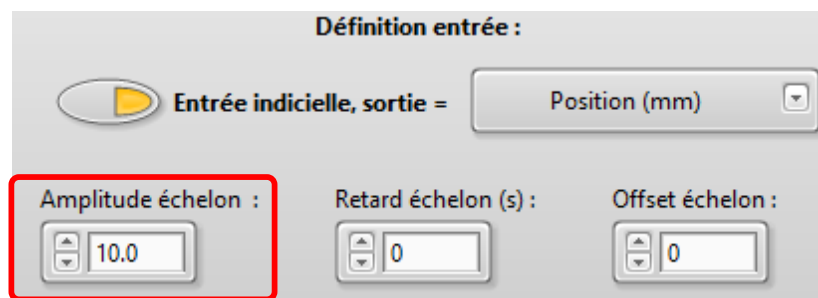 Définition entrée :
Entrée indicielle, sortie = Position (mm)
Amplitude échelon : Retard échelon (s) : Offset échelon :
10.0 0 0